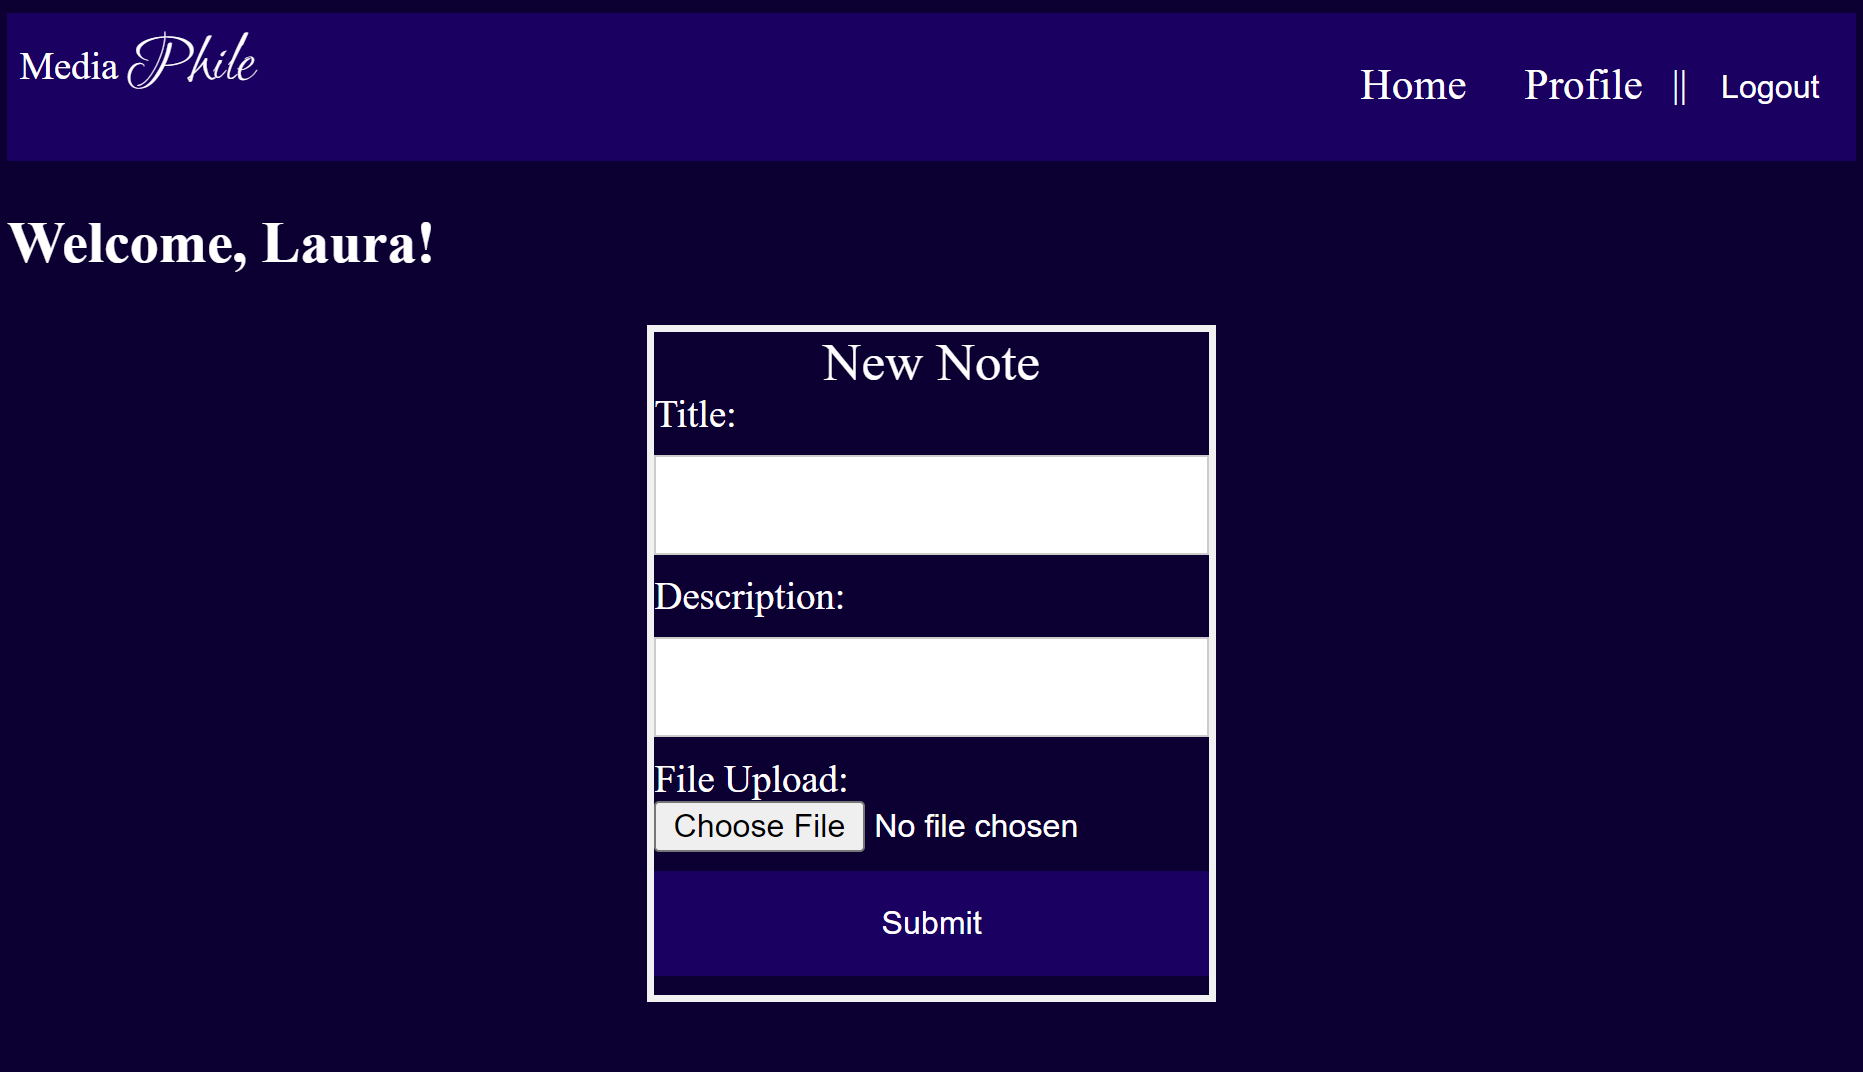 Media Phile
Home Profile || Logout
Welcome, Laura!
New Note
Title:
Description:
File Upload:
Choose File No file chosen
Submit